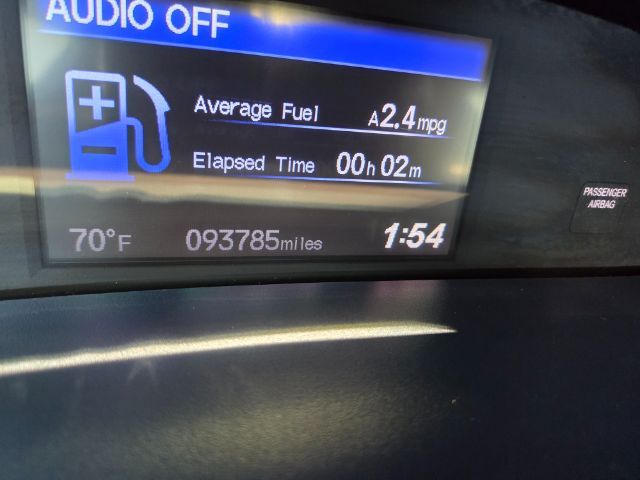 AUDIO OFF
Average Fuel A2.4mpg
Elapsed Time 00h 02m
70°F 093785miles 1:54
PASSENGER
AIRBAG